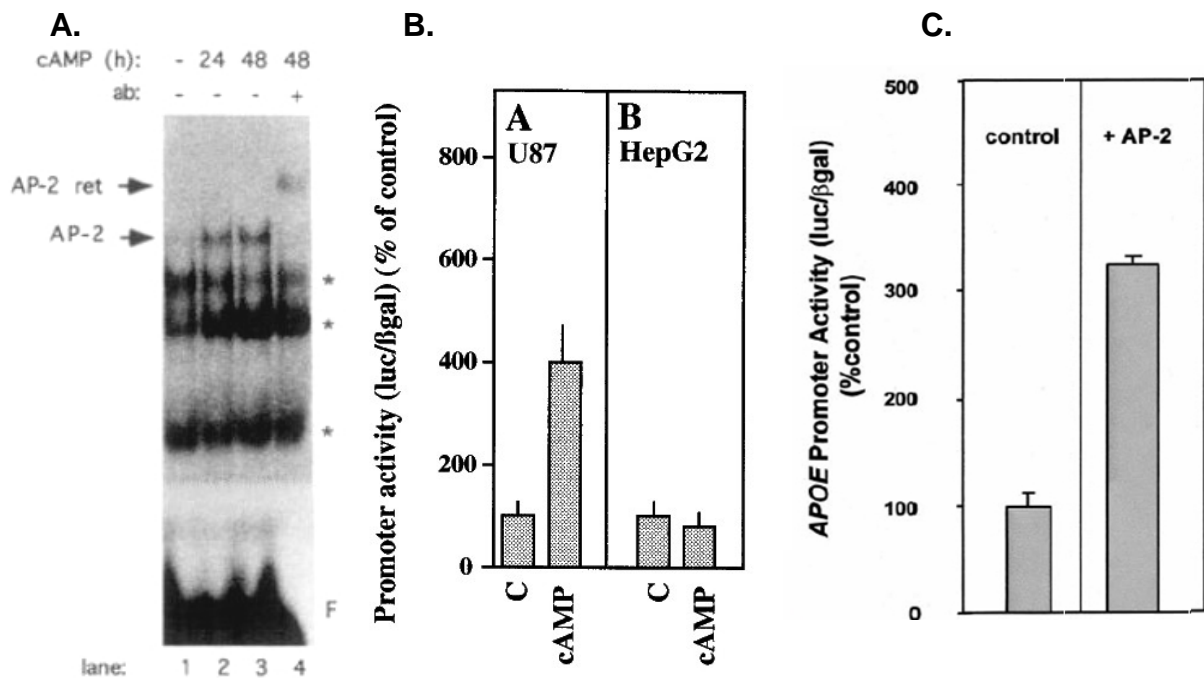 A.
cAMP (h): - 24 48 48
ab: - - - +
AP-2 ret
AP-2
*
*
*
F
lane: 1 2 3 4
B.
Promoter activity (luc/βgal) (% of control)
800
600
400
200
0
A
U87
B
HepG2
C
cAMP
C
cAMP
C.
APOE Promoter Activity (luc/βgal)
(%control)
500
400
300
200
100
0
control
+ AP-2